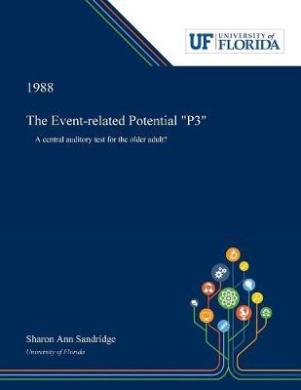 UF UNIVERSITY of
FLORIDA
1988
The Event-related Potential "P3"
A central auditory test for the older adult?
Sharon Ann Sandridge
University of Florida